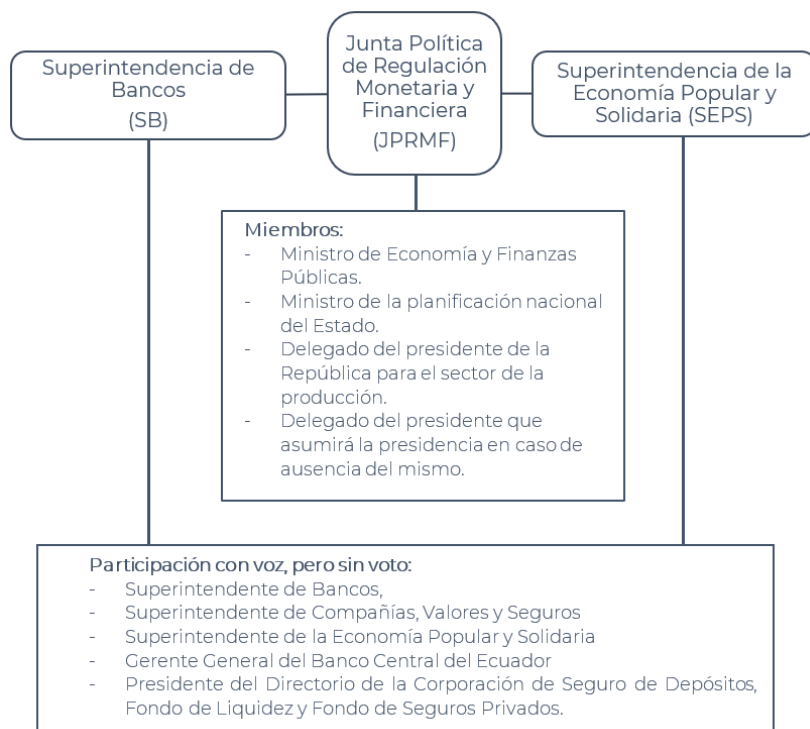 Superintendencia de
Bancos
(SB)
Junta Política
de Regulación
Monetaria y
Financiera
(JPRMF)
Superintendencia de la
Economía Popular y
Solidaria (SEPS)
Miembros:
- Ministro de Economía y Finanzas
Públicas.
- Ministro de la planificación nacional
del Estado.
- Delegado del presidente de la
República para el sector de la
producción.
- Delegado del presidente que
asumirá la presidencia en caso de
ausencia del mismo.
Participación con voz, pero sin voto:
- Superintendente de Bancos,
- Superintendente de Compañías, Valores y Seguros
- Superintendente de la Economía Popular y Solidaria
- Gerente General del Banco Central del Ecuador
- Presidente del Directorio de la Corporación de Seguro de Depósitos,
Fondo de Liquidez y Fondo de Seguros Privados.